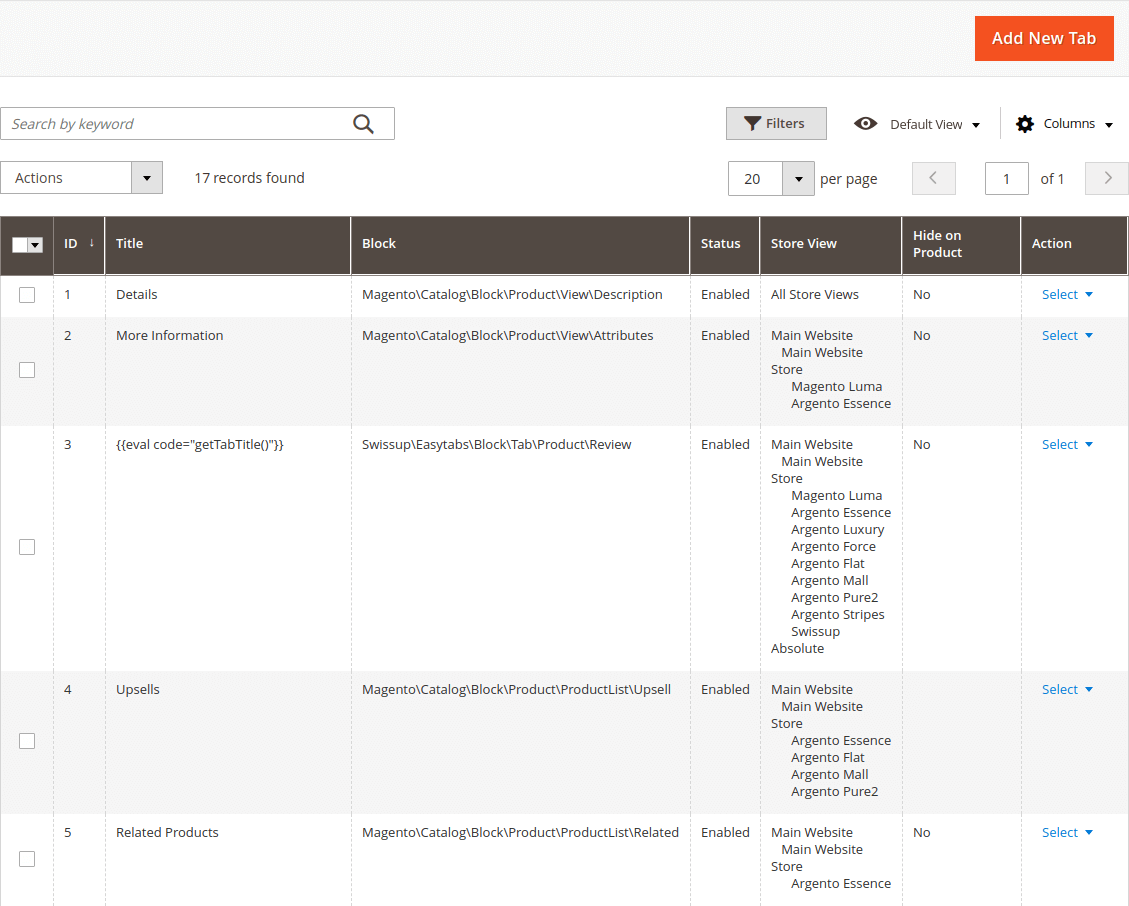 Add New Tab
Search by keyword
Filters
Default View
Columns
Actions
17 records found
20
per page
1
of 1
ID ↓
Title
Block
Status
Store View
Hide on
Product
Action
1
Details
Magento\Catalog\Block\Product\View\Description
Enabled
All Store Views
No
Select
2
More Information
Magento\Catalog\Block\Product\View\Attributes
Enabled
Main Website
Main Website
Store
Magento Luma
Argento Essence
No
Select
3
{{eval code="getTabTitle()"}}
Swissup\Easytabs\Block\Tab\Product\Review
Enabled
Main Website
Main Website
Store
Magento Luma
Argento Essence
Argento Luxury
Argento Force
Argento Flat
Argento Mall
Argento Pure2
Argento Stripes
Swissup
Absolute
No
Select
4
Upsells
Magento\Catalog\Block\Product\ProductList\Upsell
Enabled
Main Website
Main Website
Store
Argento Essence
Argento Flat
Argento Mall
Argento Pure2
Select
5
Related Products
Magento\Catalog\Block\Product\ProductList\Related
Enabled
Main Website
Main Website
Store
Argento Essence
No
Select